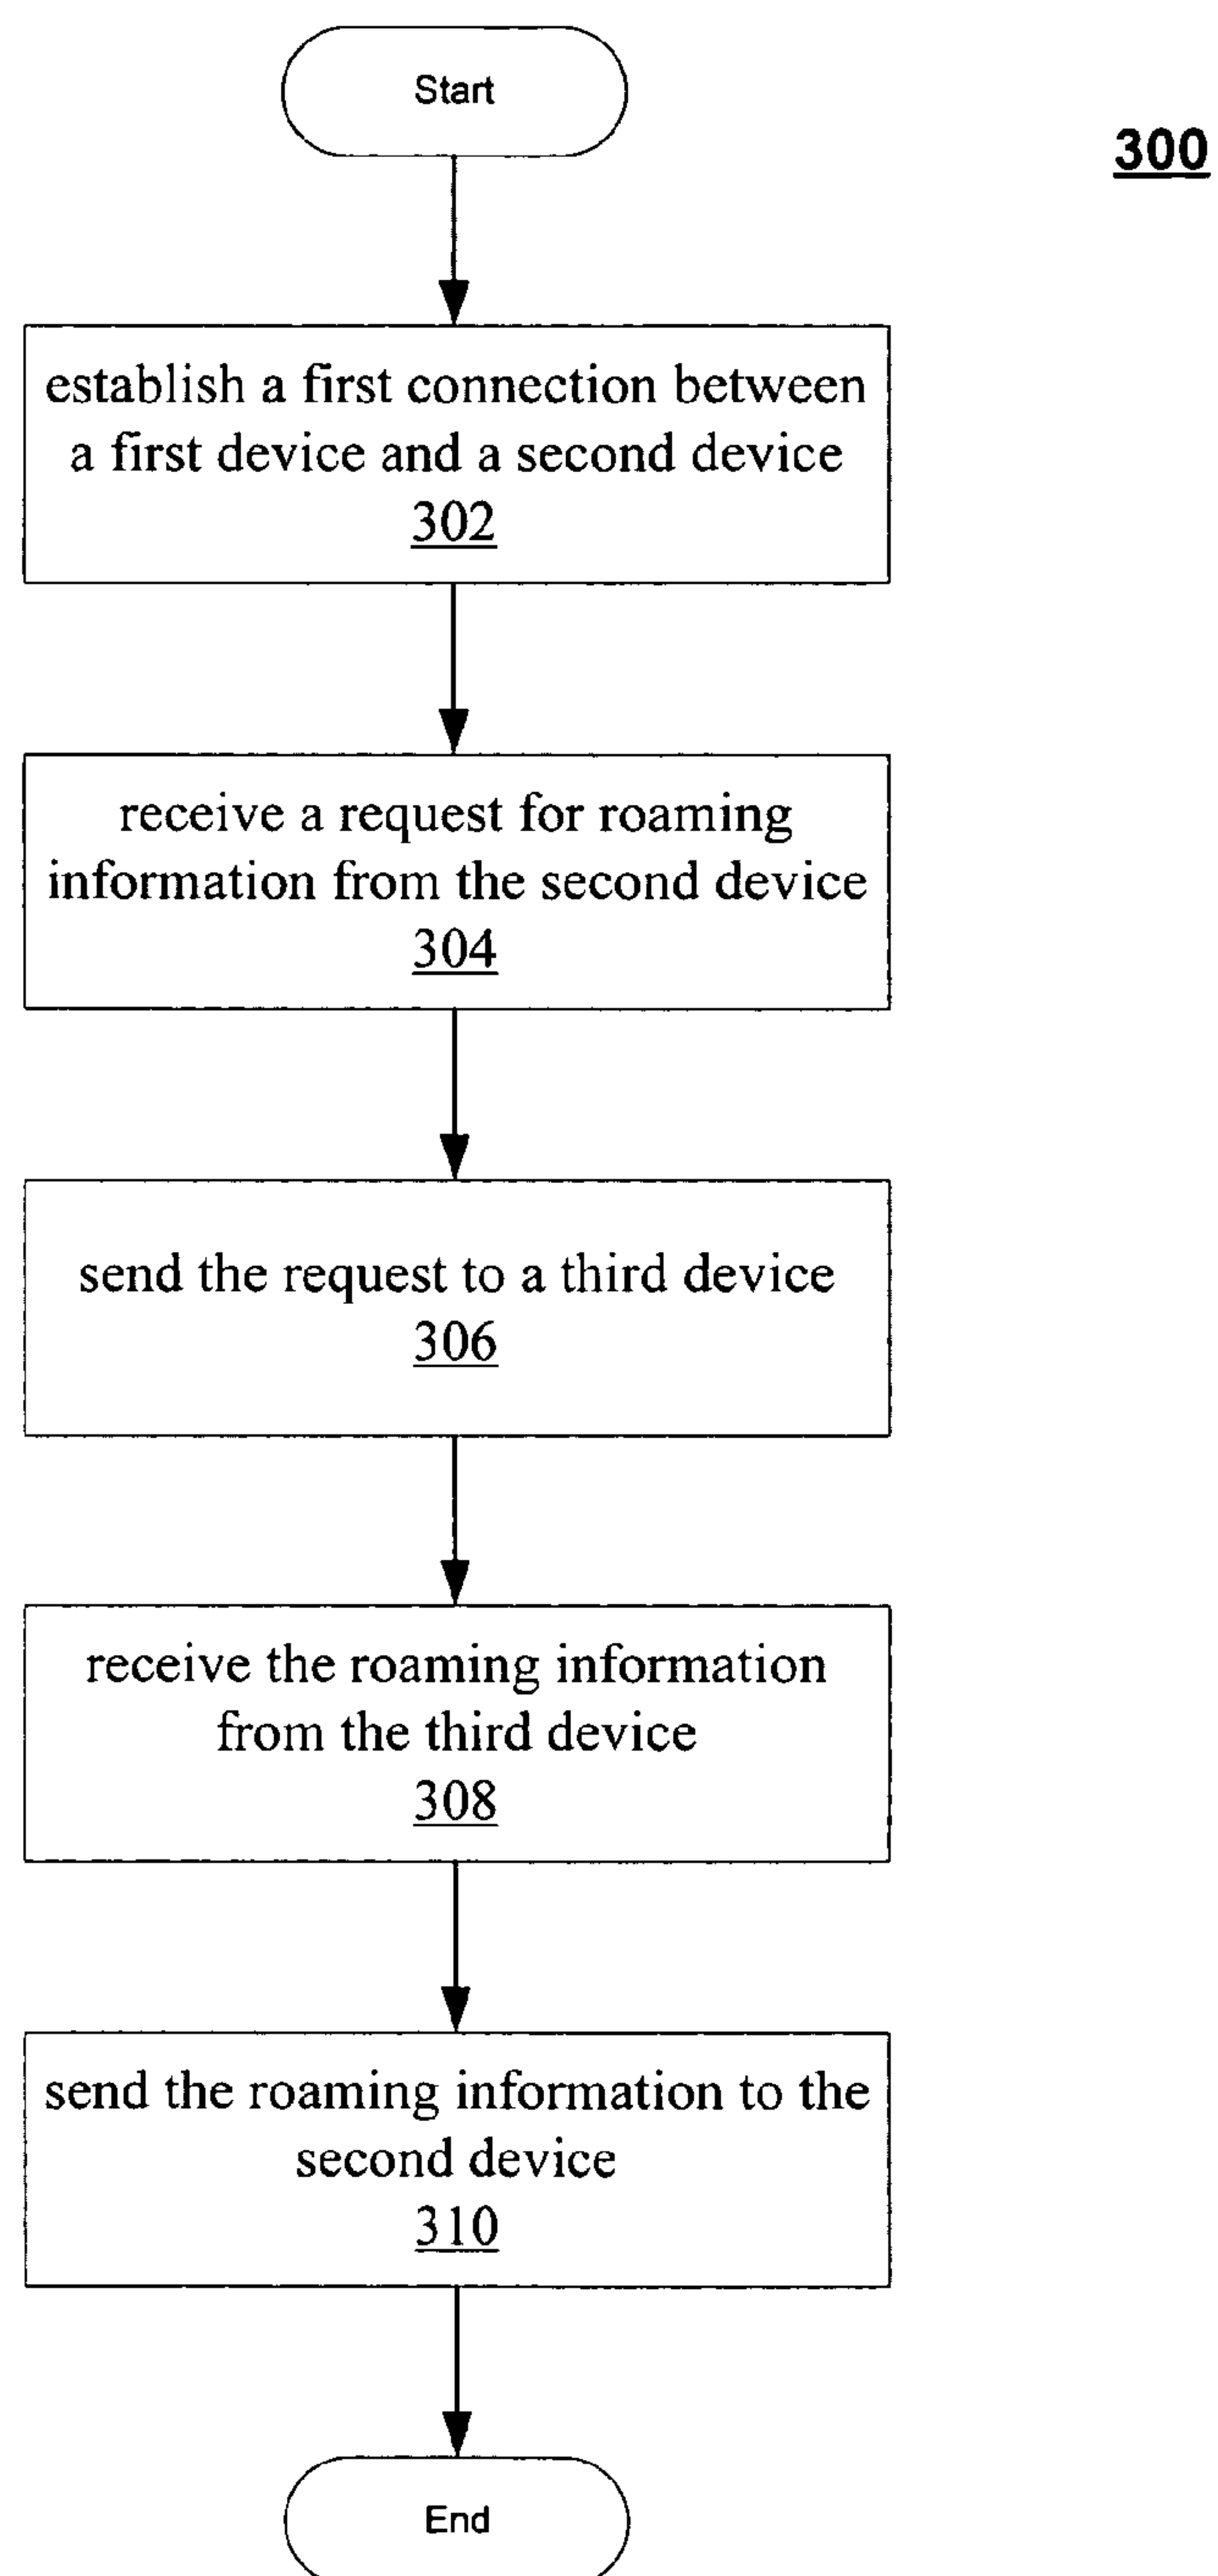 Start
300
establish a first connection between
a first device and a second device
302
receive a request for roaming
information from the second device
304
send the request to a third device
306
receive the roaming information
from the third device
308
send the roaming information to the
second device
310
End